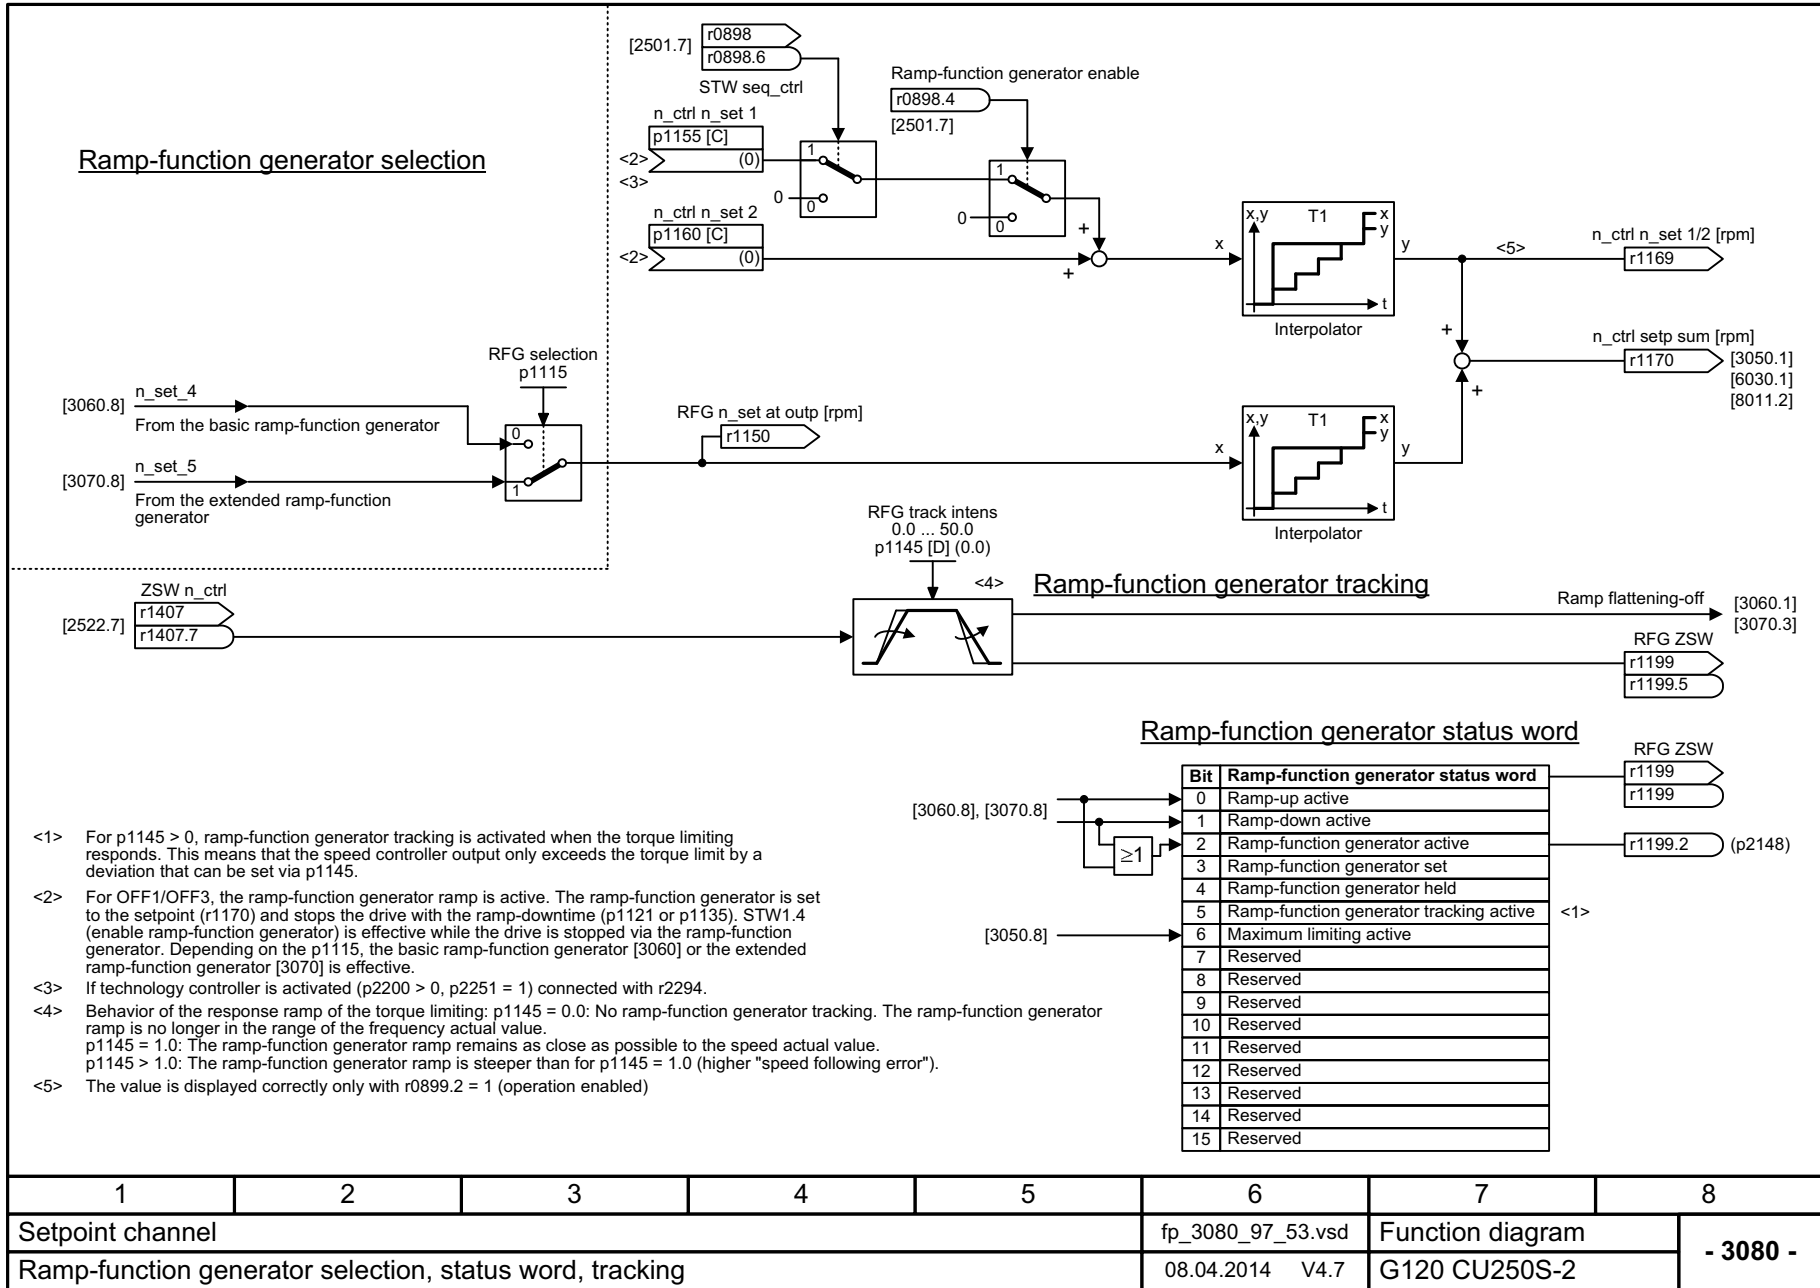 Ramp-function generator selection
[2501.7]
r0898
r0898.6
STW seq_ctrl
Ramp-function generator enable
r0898.4
[2501.7]
n_ctrl n_set 1
p1155 [C]
<2>
(0)
<3>
1
0
0
1
0
0
n_ctrl n_set 2
p1160 [C]
<2>
(0)
+
+
x
x,y
T1
x
y
t
Interpolator
y
<5>
n_ctrl n_set 1/2 [rpm]
r1169
+
+
n_ctrl setp sum [rpm]
r1170
[3050.1]
[6030.1]
[8011.2]
RFG selection
p1115
[3060.8]
n_set_4
From the basic ramp-function generator
[3070.8]
n_set_5
From the extended ramp-function
generator
0
1
RFG n_set at outp [rpm]
r1150
x
x,y
T1
x
y
t
Interpolator
y
RFG track intens
0.0 ... 50.0
p1145 [D] (0.0)
<4>
Ramp-function generator tracking
ZSW n_ctrl
r1407
r1407.7
[2522.7]
Ramp flattening-off
[3060.1]
[3070.3]
RFG ZSW
r1199
r1199.5
Ramp-function generator status word
RFG ZSW
r1199
r1199
r1199.2
(p2148)
[3060.8], [3070.8]
≥1
[3050.8]
Bit Ramp-function generator status word
0 Ramp-up active
1 Ramp-down active
2 Ramp-function generator active
3 Ramp-function generator set
4 Ramp-function generator held
5 Ramp-function generator tracking active <1>
6 Maximum limiting active
7 Reserved
8 Reserved
9 Reserved
10 Reserved
11 Reserved
12 Reserved
13 Reserved
14 Reserved
15 Reserved
<1> For p1145 > 0, ramp-function generator tracking is activated when the torque limiting
responds. This means that the speed controller output only exceeds the torque limit by a
deviation that can be set via p1145.
<2> For OFF1/OFF3, the ramp-function generator ramp is active. The ramp-function generator is set
to the setpoint (r1170) and stops the drive with the ramp-downtime (p1121 or p1135). STW1.4
(enable ramp-function generator) is effective while the drive is stopped via the ramp-function
generator. Depending on the p1115, the basic ramp-function generator [3060] or the extended
ramp-function generator [3070] is effective.
<3> If technology controller is activated (p2200 > 0, p2251 = 1) connected with r2294.
<4> Behavior of the response ramp of the torque limiting: p1145 = 0.0: No ramp-function generator tracking. The ramp-function generator
ramp is no longer in the range of the frequency actual value.
p1145 = 1.0: The ramp-function generator ramp remains as close as possible to the speed actual value.
p1145 > 1.0: The ramp-function generator ramp is steeper than for p1145 = 1.0 (higher "speed following error").
<5> The value is displayed correctly only with r0899.2 = 1 (operation enabled)
1 2 3 4 5 6 7 8
Setpoint channel
fp_3080_97_53.vsd
Function diagram
- 3080 -
Ramp-function generator selection, status word, tracking
08.04.2014 V4.7
G120 CU250S-2